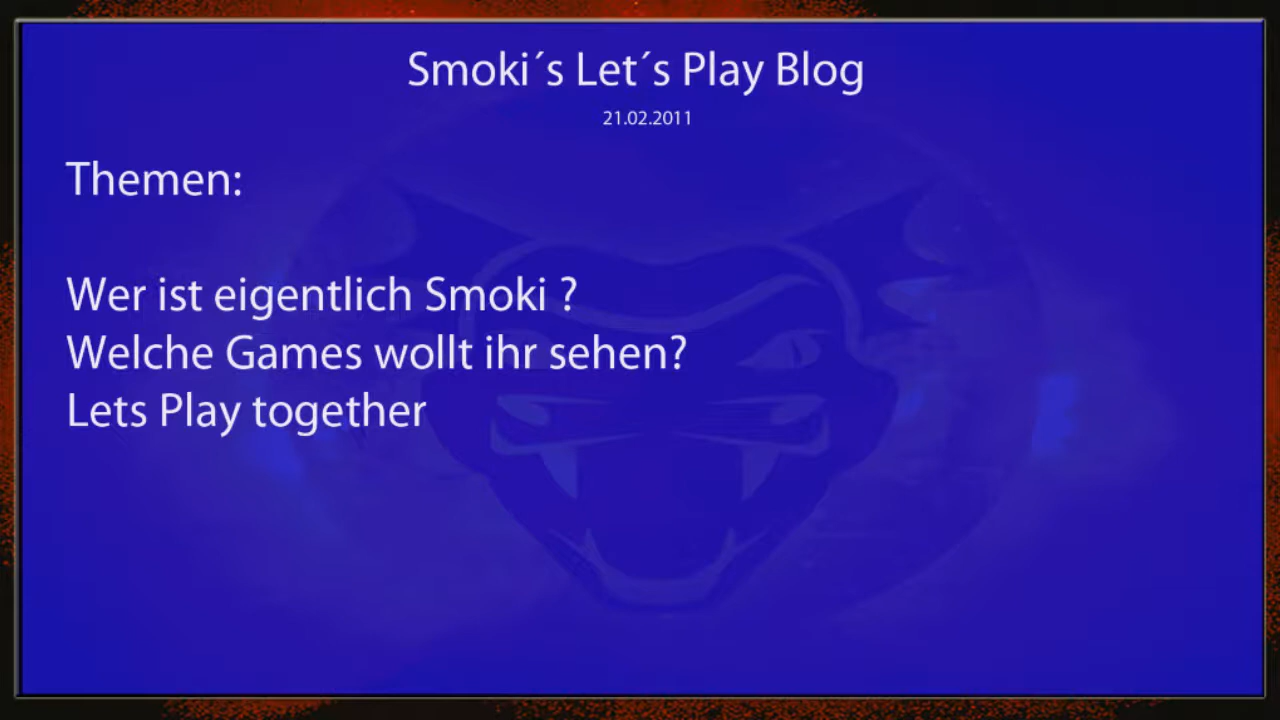 Smoki´s Let´s Play Blog
21.02.2011
Themen:
Wer ist eigentlich Smoki ?
Welche Games wollt ihr sehen?
Lets Play together